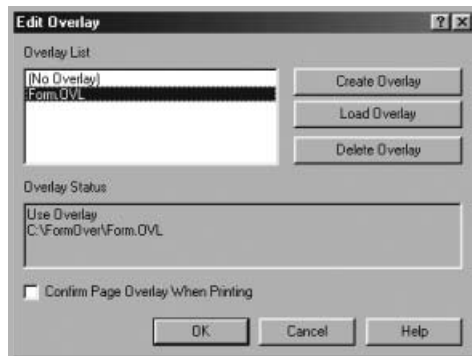 Edit Overlay
Overlay List
(No Overlay)
Form.OVL
Create Overlay
Load Overlay
Delete Overlay
Overlay Status
Use Overlay
C:\FormOver\Form.OVL
Confirm Page Overlay When Printing
OK
Cancel
Help